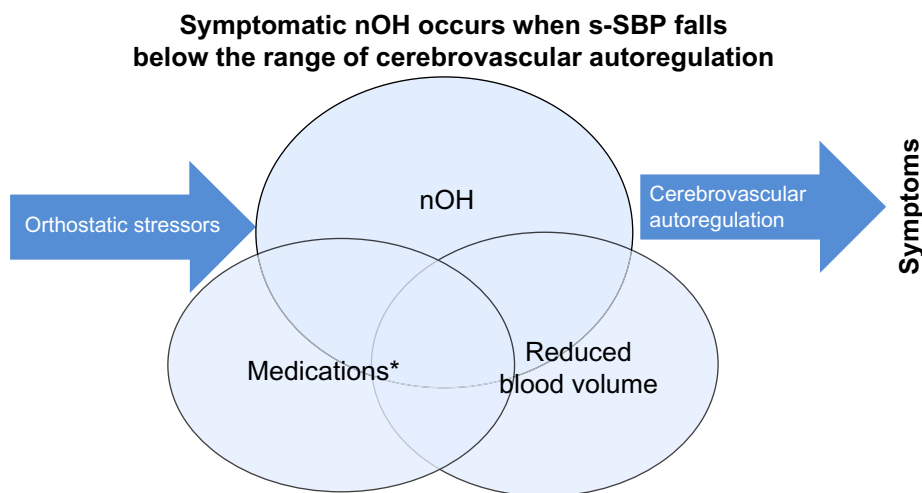 Symptomatic nOH occurs when s-SBP falls
below the range of cerebrovascular autoregulation
nOH
Orthostatic stressors
Cerebrovascular
autoregulation
Symptoms
Medications*
Reduced
blood volume